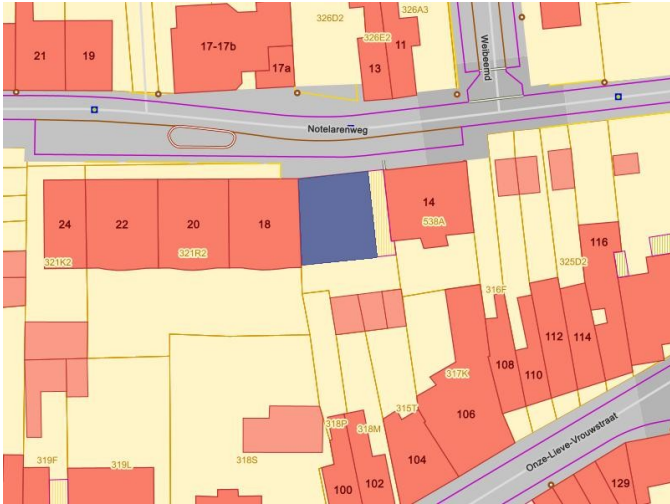 326D2
326A3
326E2
21
19
17-17b
17a
13
11
Weibeemd
Notelarenweg
24
22
20
18
14
538A
321K2
321R2
116
325D2
316F
112
114
108
110
317K
106
315T
318P
318M
104
319F
319L
318S
100
102
Onze-Lieve-Vrouwstraat
129